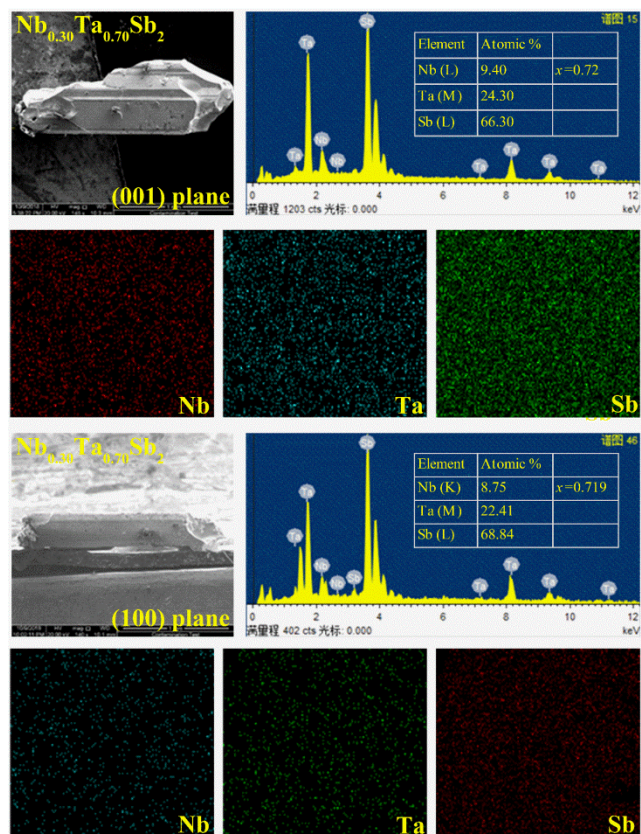 Nb0.30Ta0.70Sb2
(001) plane
谱图 15
Element Atomic %
Nb (L) 9.40 x=0.72
Ta (M) 24.30
Sb (L) 66.30
Sb
Ta
Nb
Ta
Nb
Ta
Ta
Ta
Ta
0 2 4 6 8 10 12
满量程 1203 cts 光标: 0.000 keV
Nb
Ta
Sb
Nb0.30Ta0.70Sb2
(100) plane
谱图 46
Element Atomic %
Nb (K) 8.75 x=0.719
Ta (M) 22.41
Sb (L) 68.84
Sb
Ta
Ta
Nb
Nb
Sb
Ta
Ta
Ta
Ta
0 2 4 6 8 10 12
满量程 402 cts 光标: 0.000 keV
Nb
Ta
Sb